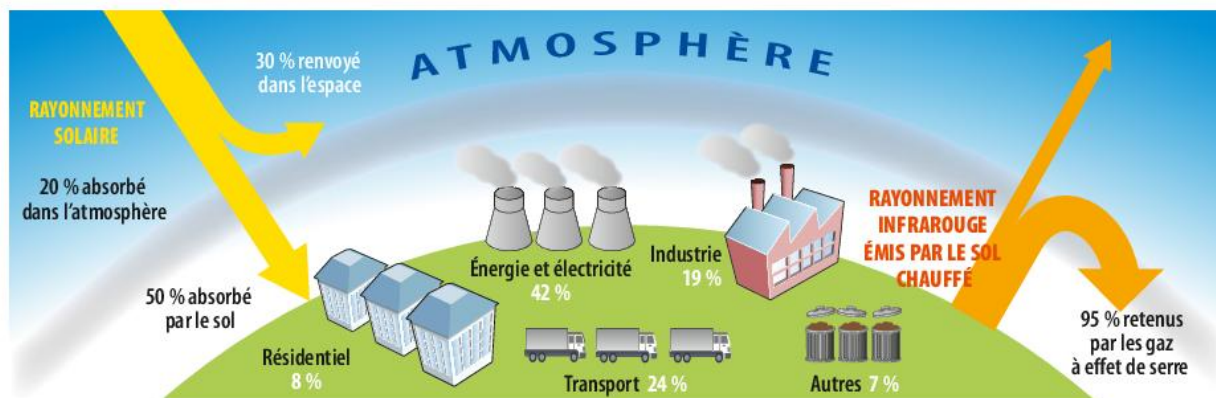 ATMOSPHÈRE
30 % renvoyé
dans l'espace
RAYONNEMENT
SOLAIRE
20 % absorbé
dans l'atmosphère
50 % absorbé
par le sol
Résidentiel
8 %
Énergie et électricité
42 %
Industrie
19 %
Transport 24 %
Autres 7 %
RAYONNEMENT
INFRAROUGE
ÉMIS PAR LE SOL
CHAUFFÉ
95 % retenus
par les gaz
à effet de serre